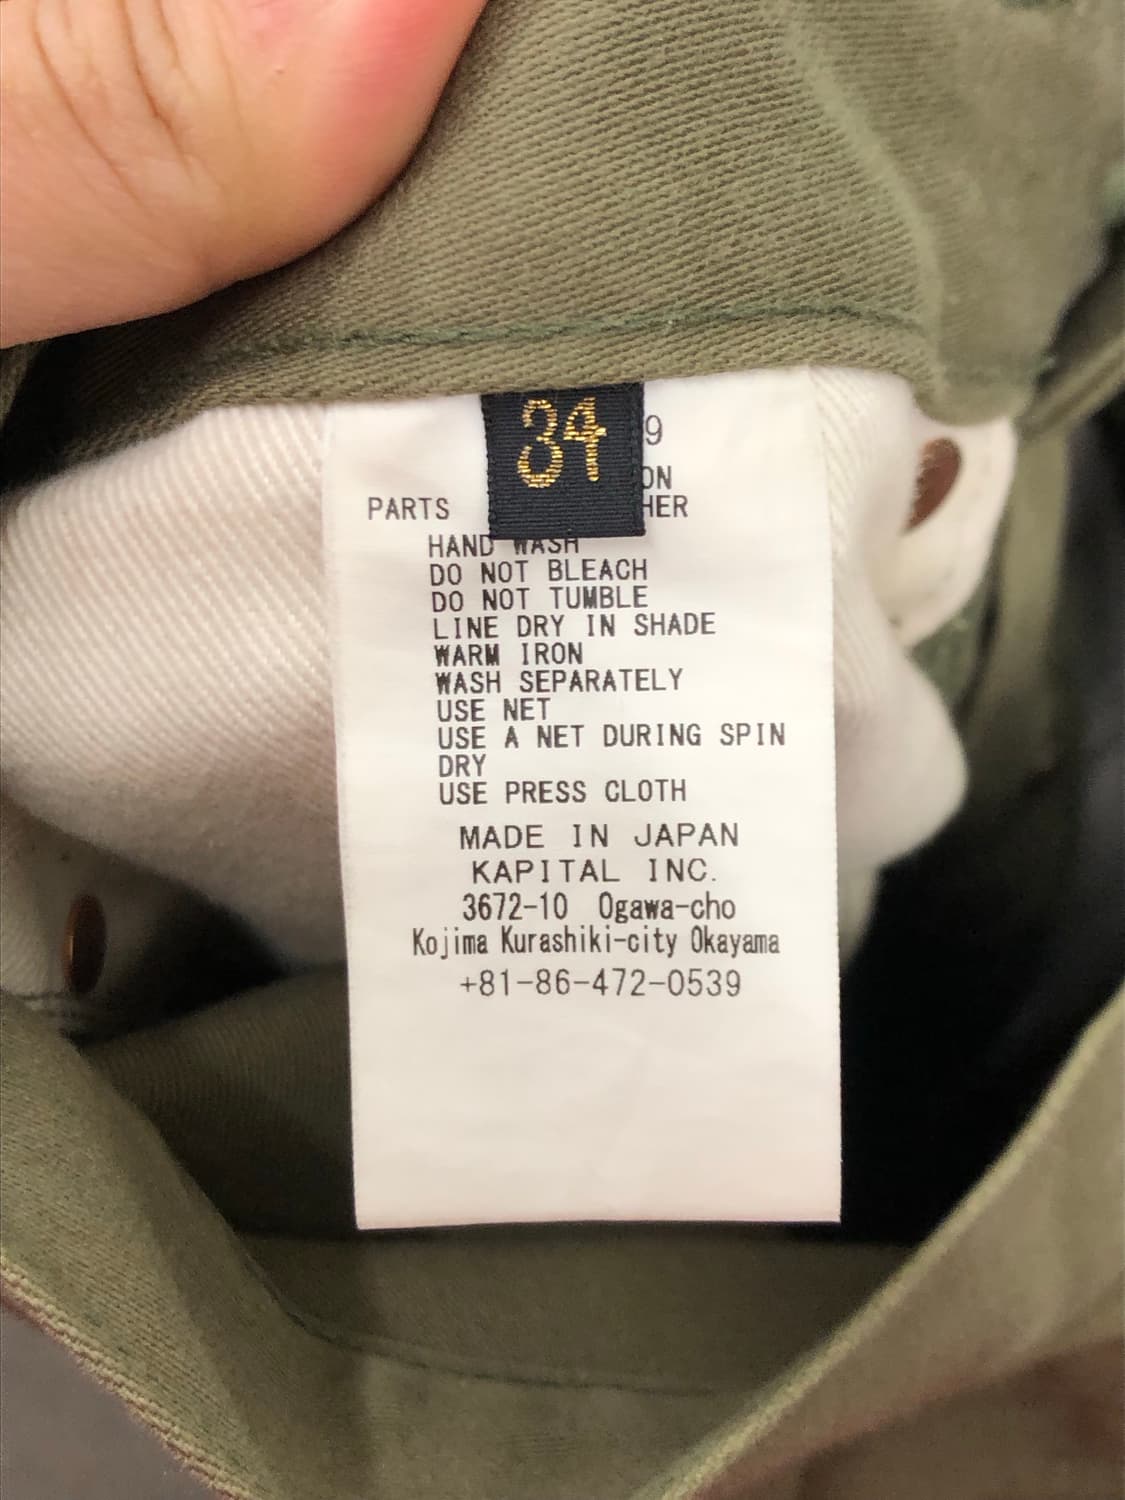 34
9
PARTS
HAND WASH
DO NOT BLEACH
DO NOT TUMBLE
LINE DRY IN SHADE
WARM IRON
WASH SEPARATELY
USE NET
USE A NET DURING SPIN
DRY
USE PRESS CLOTH
MADE IN JAPAN
KAPITAL INC.
3672-10 Ogawa-cho
Kojima Kurashiki-city Okayama
+81-86-472-0539